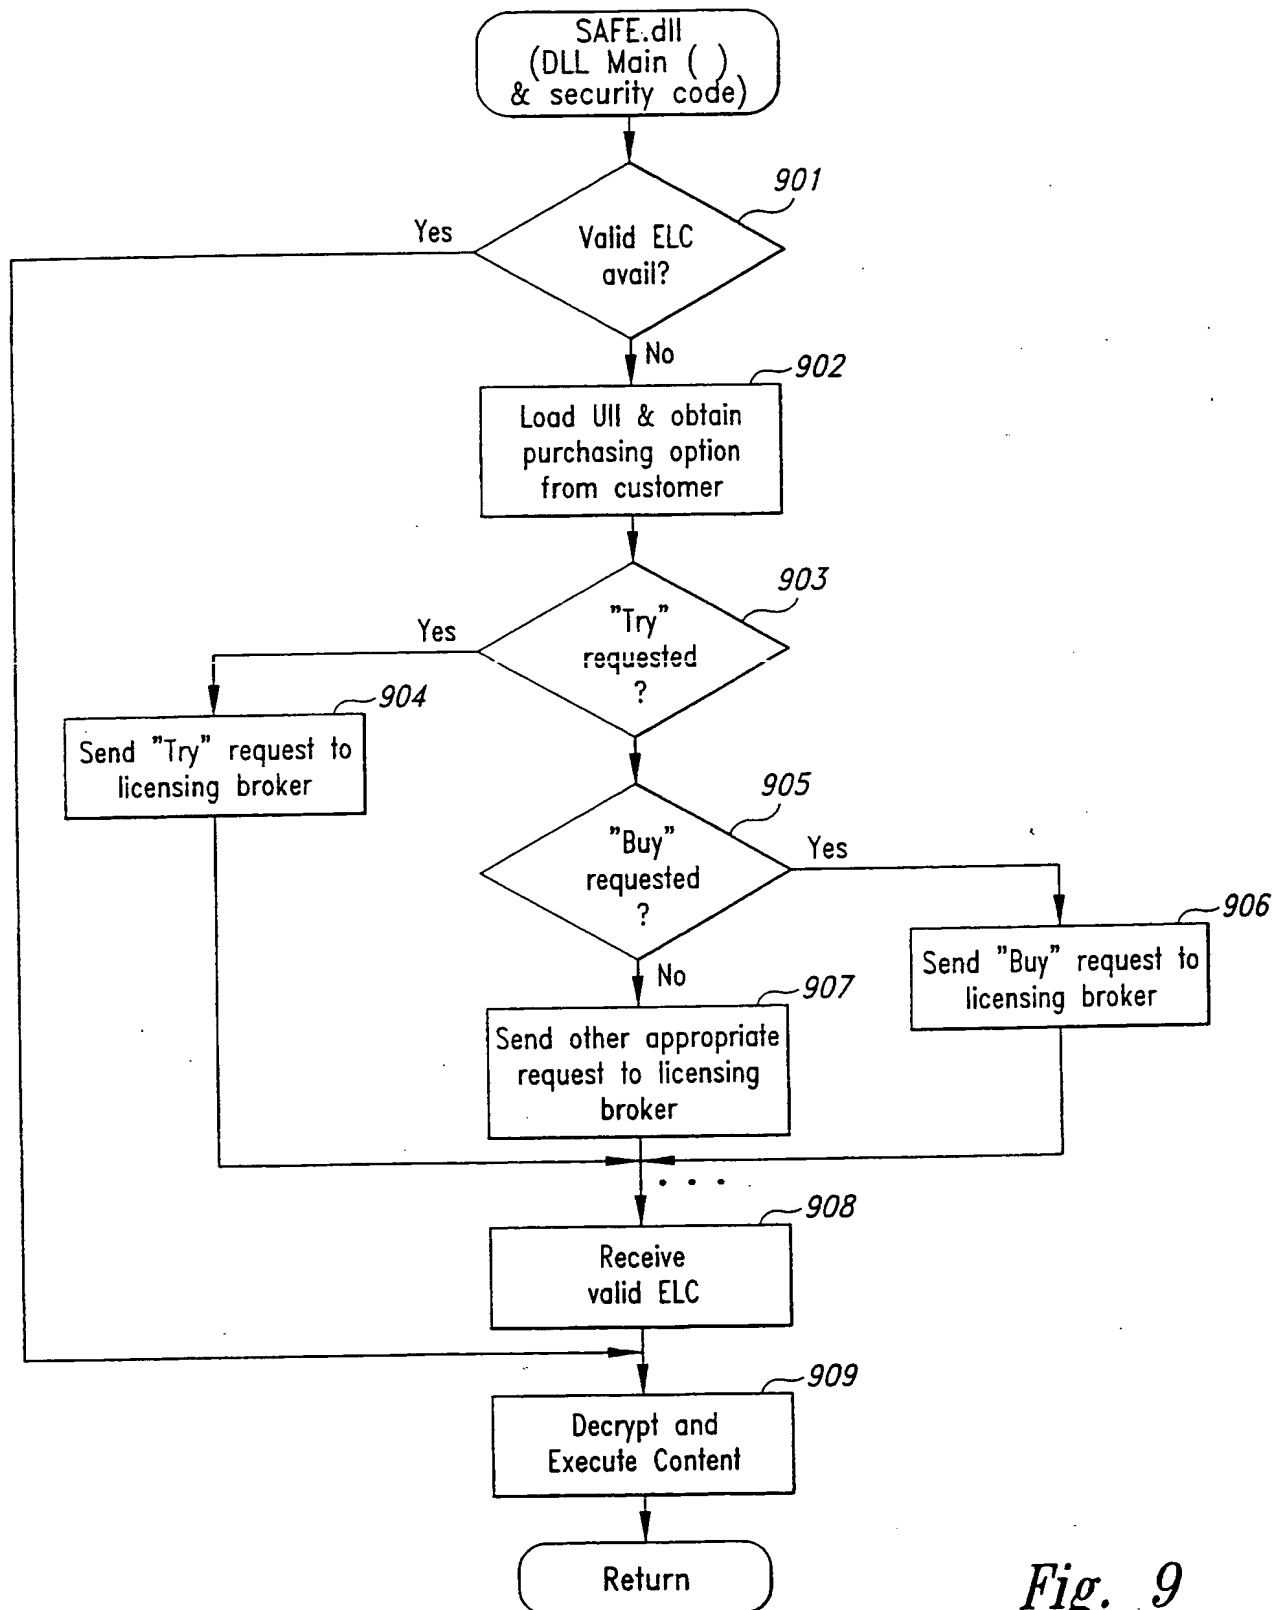 SAFE.dll
(DLL Main ( )
& security code)
901
Yes
Valid ELC
avail?
No
902
Load UII & obtain
purchasing option
from customer
903
Yes
"Try"
requested
?
904
Send "Try" request to
licensing broker
905
"Buy"
requested
?
Yes
906
Send "Buy" request to
licensing broker
No
907
Send other appropriate
request to licensing
broker
. . .
908
Receive
valid ELC
909
Decrypt and
Execute Content
Return
Fig. 9